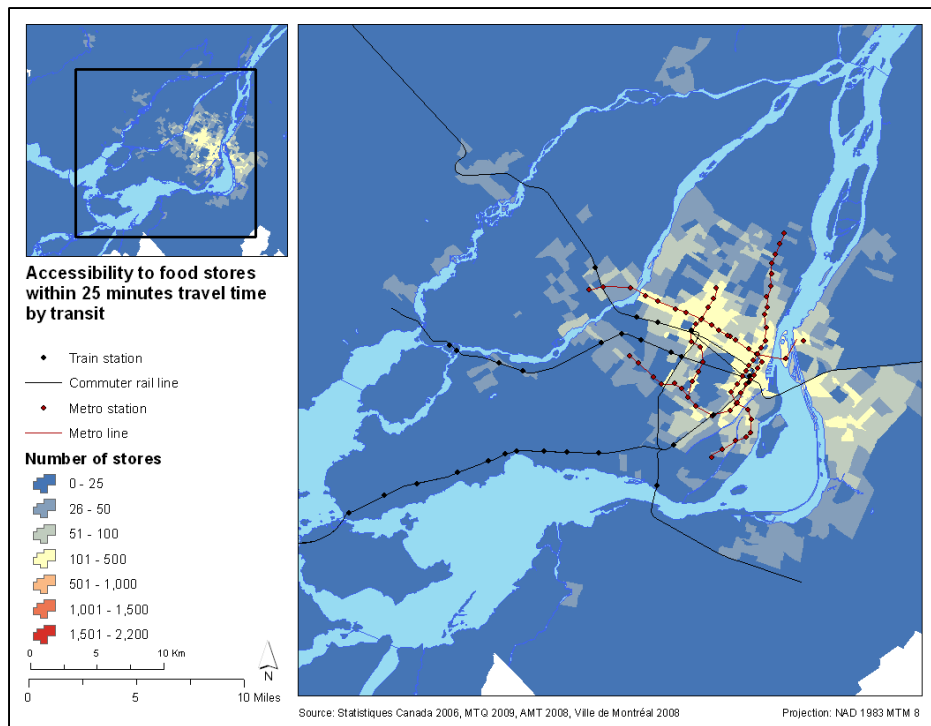 Accessibility to food stores
within 25 minutes travel time
by transit
Train station
Commuter rail line
Metro station
Metro line
Number of stores
0 - 25
26 - 50
51 - 100
101 - 500
501 - 1,000
1,001 - 1,500
1,501 - 2,200
0 5 10 Km
N
0 5 10 Miles
Source: Statistiques Canada 2006, MTQ 2009, AMT 2008, Ville de Montréal 2008
Projection: NAD 1983 MTM 8